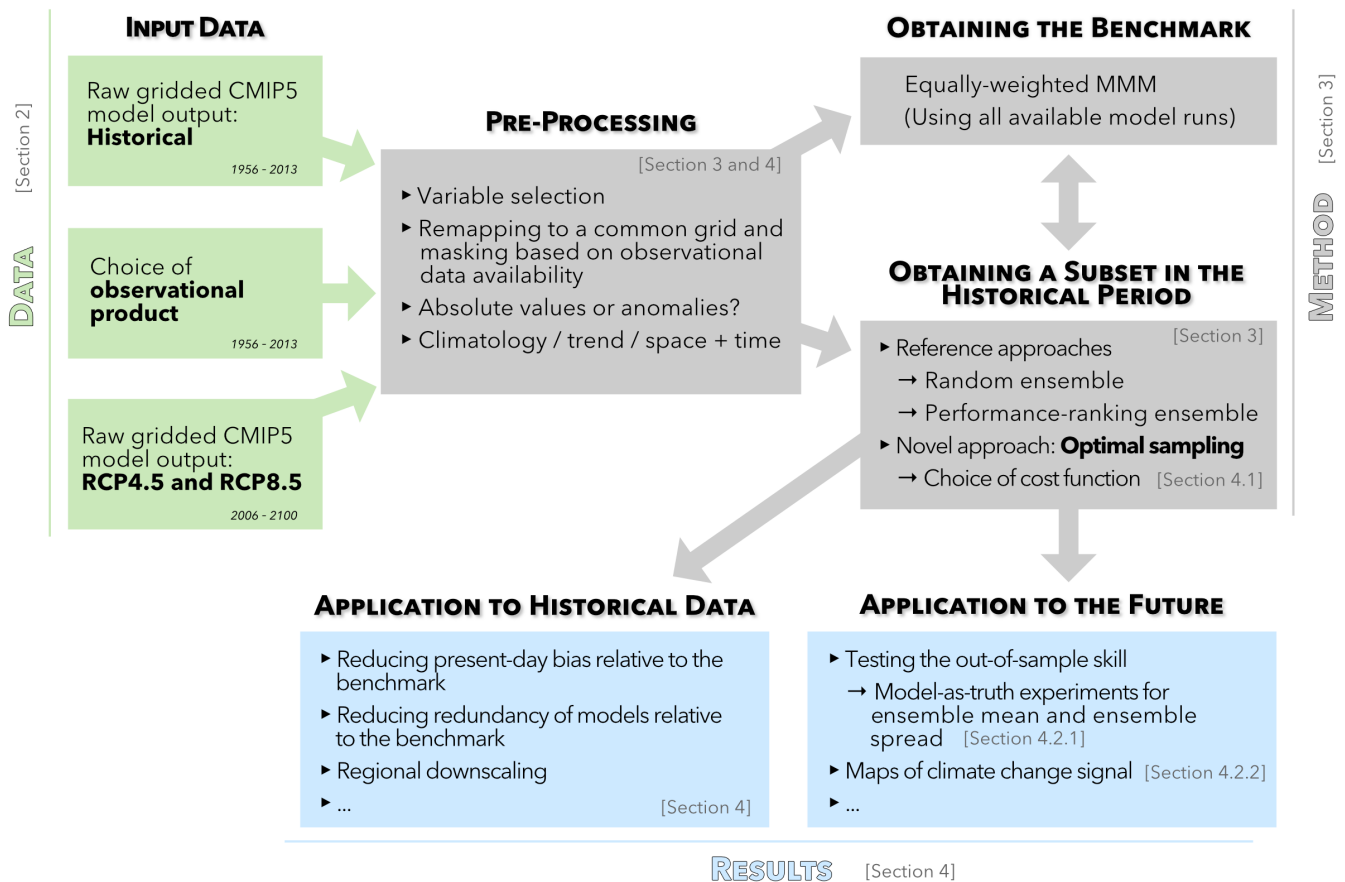 INPUT DATA
Raw gridded CMIP5
model output:
Historical
1956 - 2013
Choice of
observational
product
1956 - 2013
Raw gridded CMIP5
model output:
RCP4.5 and RCP8.5
2006 - 2100
DATA
[Section 2]
PRE-PROCESSING
[Section 3 and 4]
‣ Variable selection
‣ Remapping to a common grid and
masking based on observational
data availability
‣ Absolute values or anomalies?
‣ Climatology / trend / space + time
OBTAINING THE BENCHMARK
Equally-weighted MMM
(Using all available model runs)
OBTAINING A SUBSET IN THE
HISTORICAL PERIOD
[Section 3]
‣ Reference approaches
→ Random ensemble
→ Performance-ranking ensemble
‣ Novel approach: Optimal sampling
→ Choice of cost function [Section 4.1]
METHOD
[Section 3]
APPLICATION TO HISTORICAL DATA
‣ Reducing present-day bias relative to the
benchmark
‣ Reducing redundancy of models relative
to the benchmark
‣ Regional downscaling
‣ ...
[Section 4]
APPLICATION TO THE FUTURE
‣ Testing the out-of-sample skill
→ Model-as-truth experiments for
ensemble mean and ensemble
spread [Section 4.2.1]
‣ Maps of climate change signal [Section 4.2.2]
‣ ...
RESULTS [Section 4]